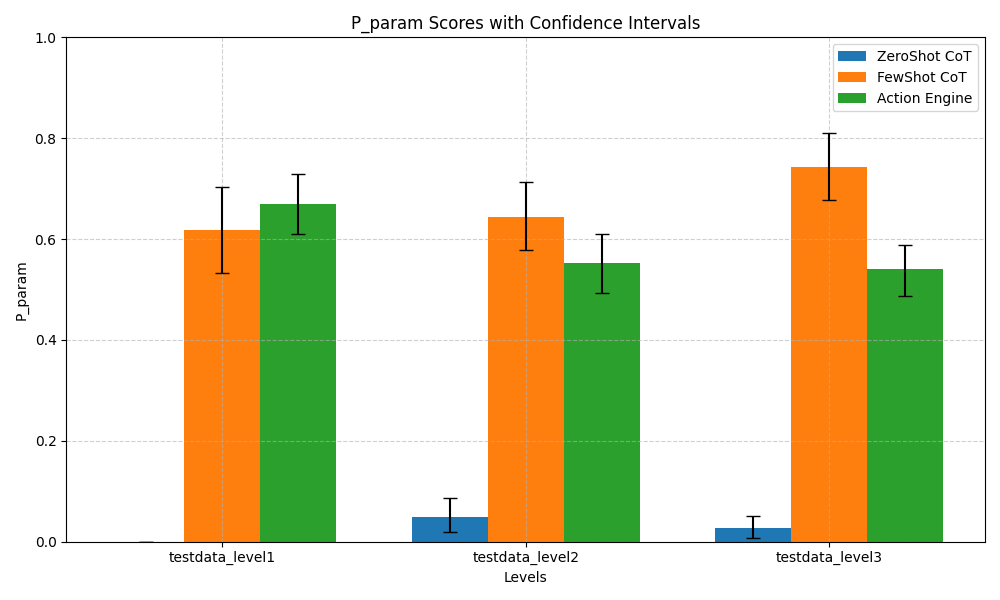 P_param Scores with Confidence Intervals
ZeroShot CoT
FewShot CoT
Action Engine
P_param
1.0
0.8
0.6
0.4
0.2
0.0
testdata_level1
testdata_level2
testdata_level3
Levels